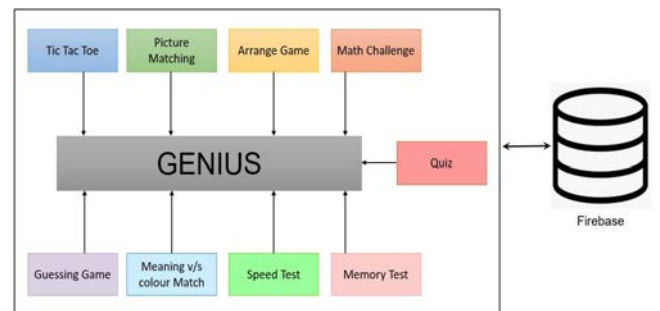 Tic Tac Toe
Picture
Matching
Arrange Game
Math Challenge
GENIUS
Quiz
Firebase
Guessing Game
Meaning v/s
colour Match
Speed Test
Memory Test